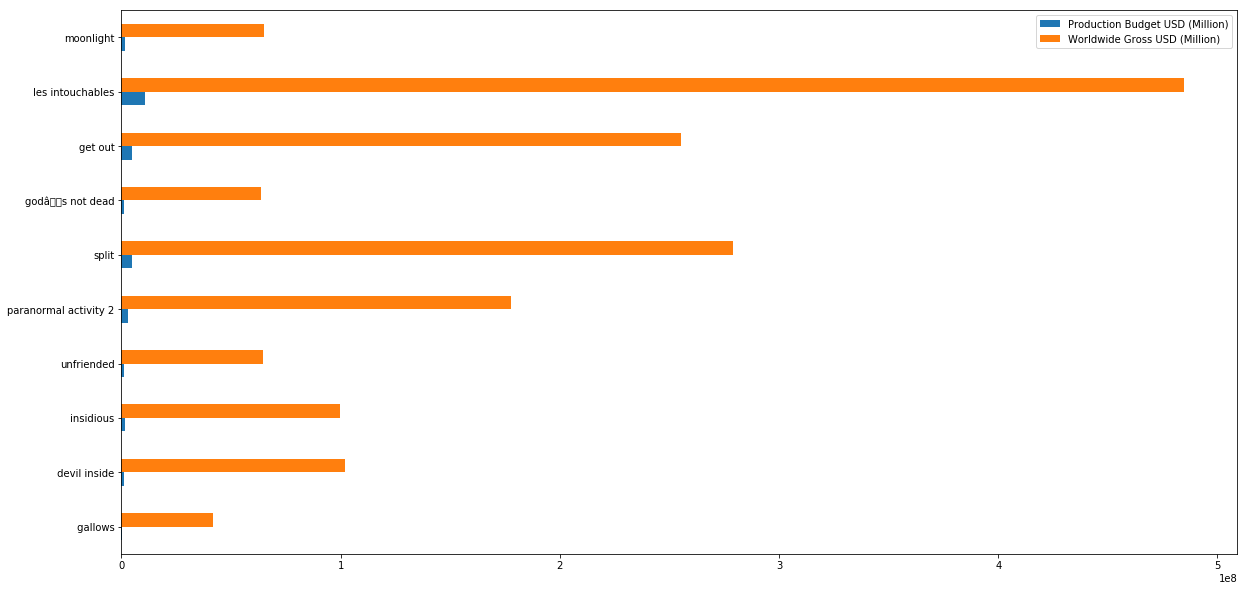 Production Budget USD (Million)
Worldwide Gross USD (Million)
moonlight
les intouchables
get out
godâ▯▯s not dead
split
paranormal activity 2
unfriended
insidious
devil inside
gallows
0 1 2 3 4 5
1e8